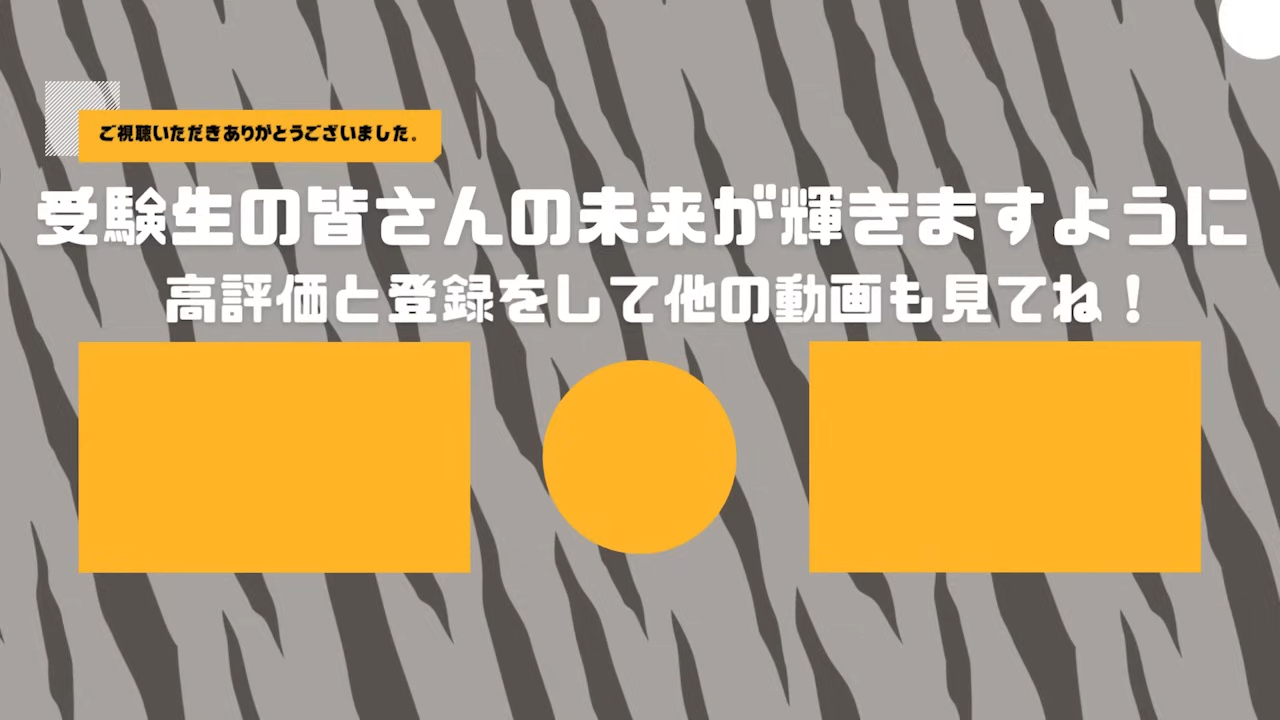 ご視聴いただきありがとうございました。
受験生の皆さんの未来が輝きますように
高評価と登録をして他の動画も見てね！